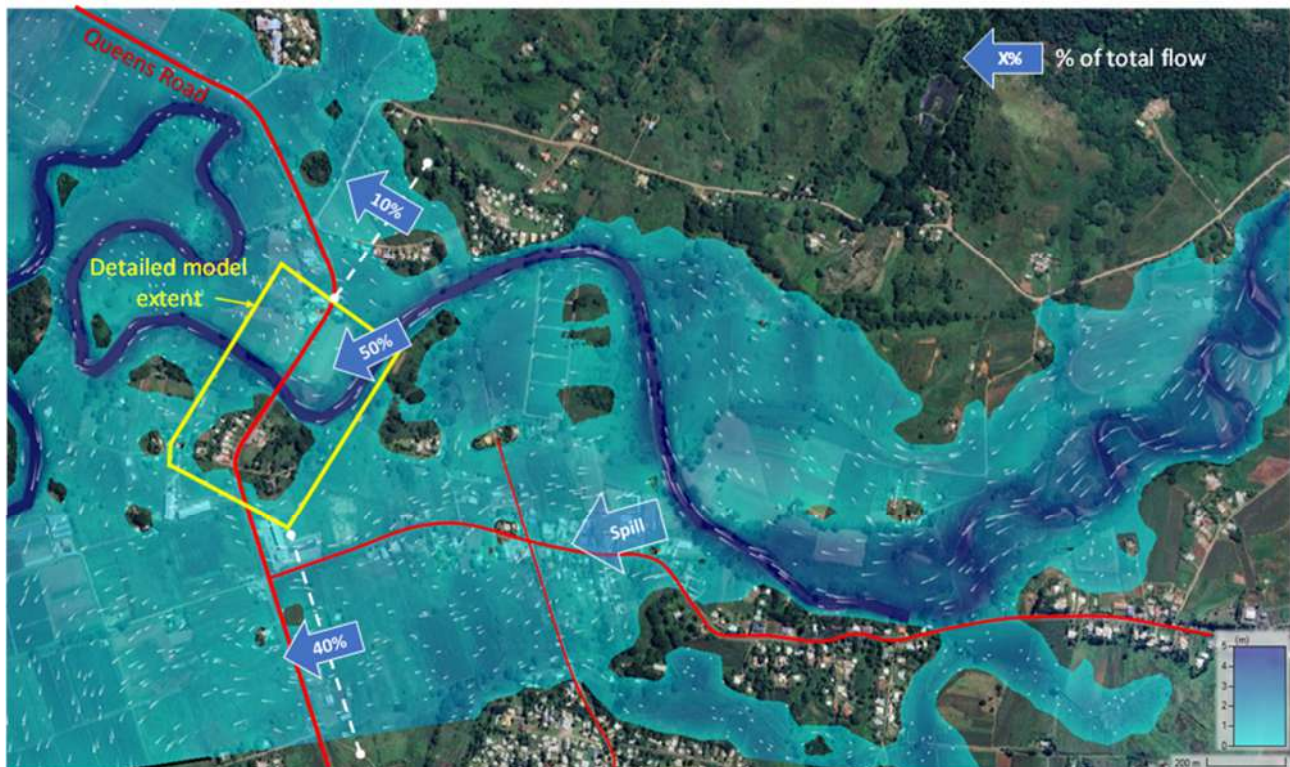 Queens Road
X% % of total flow
10%
Detailed model
extent
50%
Spill
40%
(m)
5
4
3
2
1
0
200 m